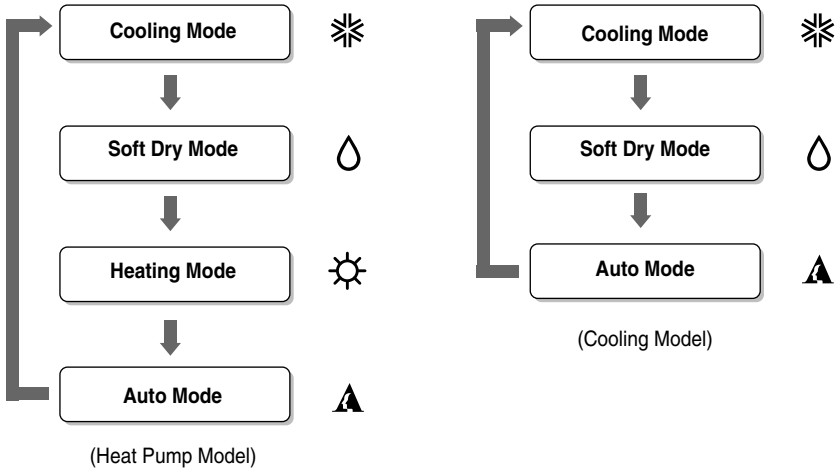 Cooling Mode
Soft Dry Mode
Heating Mode
Auto Mode
(Heat Pump Model)
Cooling Mode
Soft Dry Mode
Auto Mode
(Cooling Model)